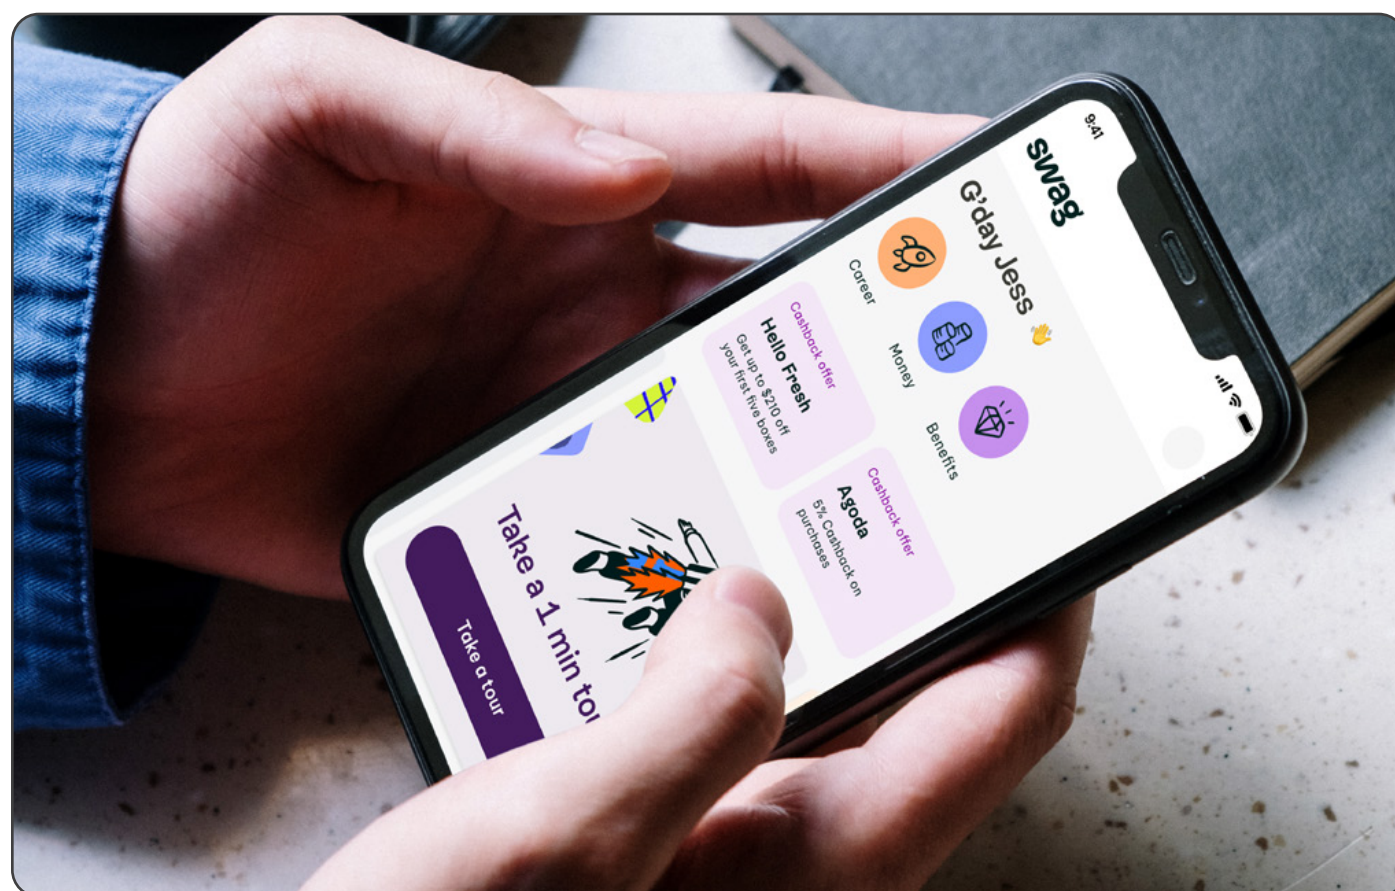 9:41
swag
G'day Jess 👋
Career
Money
Benefits
Cashback offer
Hello Fresh
Get up to $210 off
your first five boxes
Cashback offer
Agoda
5% Cashback on
purchases
Take a 1 min
Take a tour